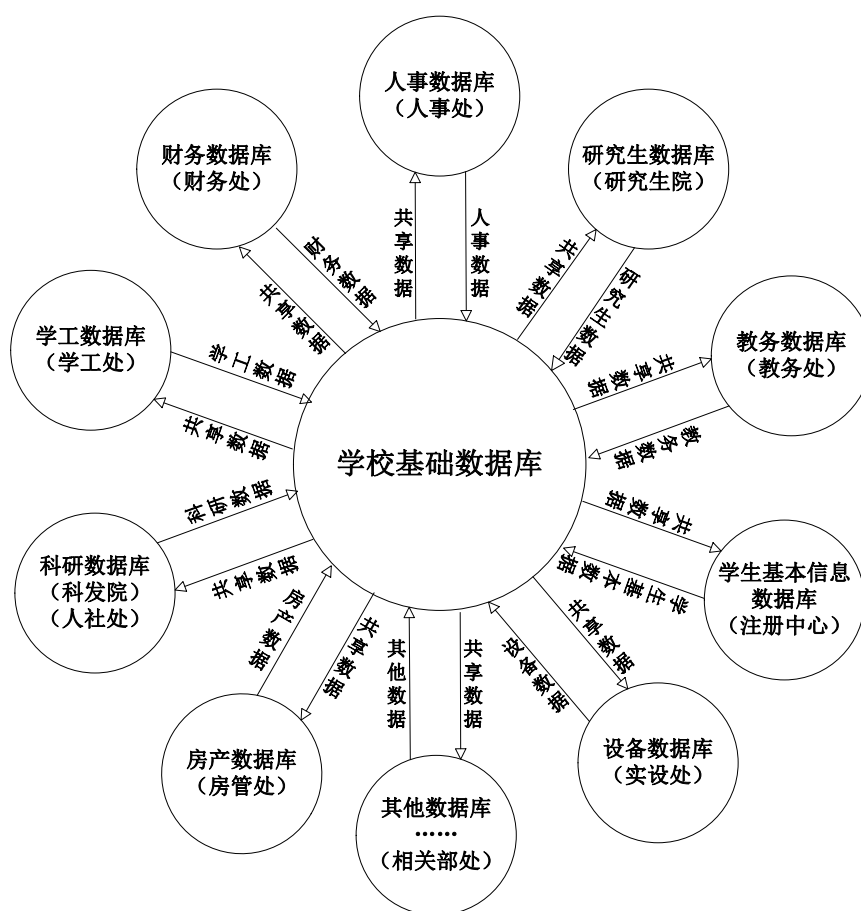 人事数据库
（人事处）
财务数据库
（财务处）
研究生数据库
（研究生院）
共享数据
人事数据
财务数据
共享数据
共享数据
研究生数据
学工数据库
（学工处）
教务数据库
（教务处）
学工数据
共享数据
共享数据
教务数据
学校基础数据库
科研数据
共享数据
共享数据
学生基本数据
科研数据库
（科发院）
（人社处）
学生基本信息
数据库
（注册中心）
房产数据
共享数据
其他数据
共享数据
设备数据
共享数据
房产数据库
（房管处）
设备数据库
（实设处）
其他数据库
……
（相关部处）